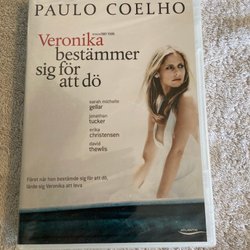 PAULO COELHO
Veronika
bestämmer
sig för
att dö
sarah michelle
gellar
jonathan
tucker
erika
christensen
david
thewlis
Först när hon bestämde sig för att dö,
lärde sig Veronika att leva